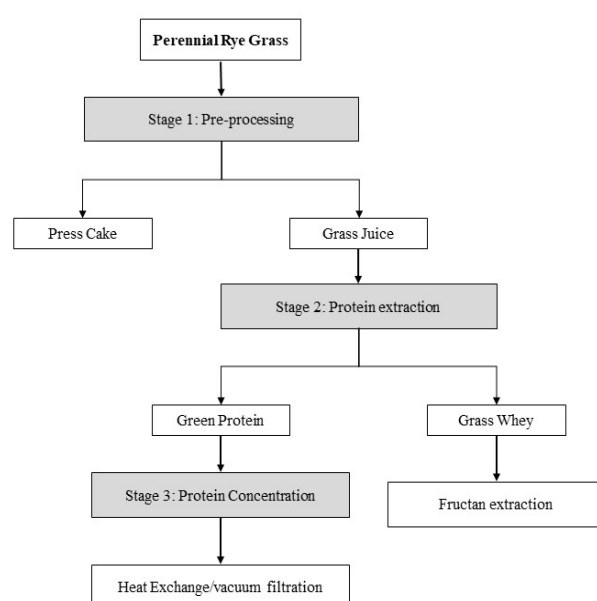 Perennial Rye Grass
Stage 1: Pre-processing
Press Cake
Grass Juice
Stage 2: Protein extraction
Green Protein
Grass Whey
Stage 3: Protein Concentration
Fructan extraction
Heat Exchange/vacuum filtration